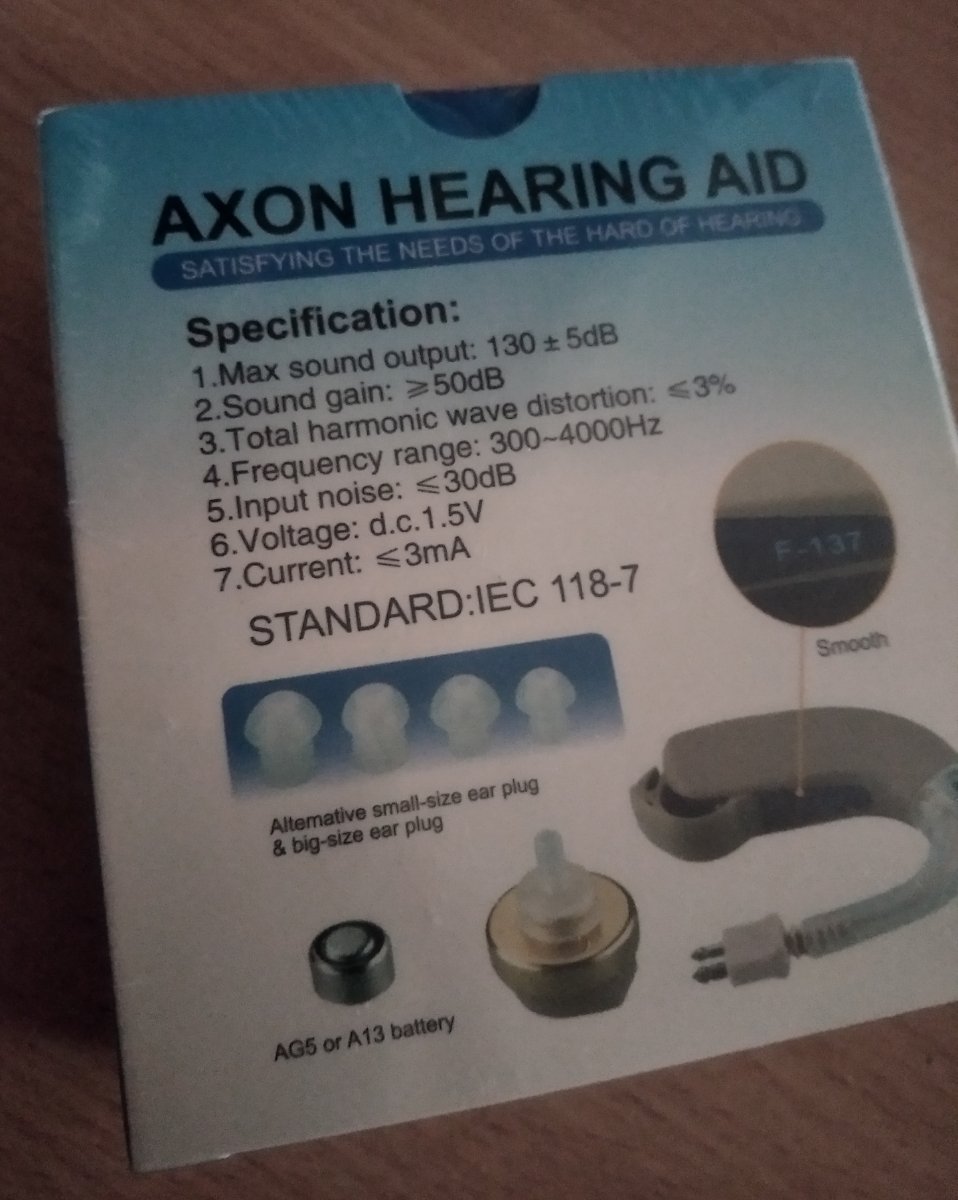 AXON HEARING AID
SATISFYING THE NEEDS OF THE HARD OF HEARING
Specification:
1.Max sound output: 130 ± 5dB
2.Sound gain: ⩾50dB
3.Total harmonic wave distortion: ⩽3%
4.Frequency range: 300~4000Hz
5.Input noise: ⩽30dB
6.Voltage: d.c.1.5V
7.Current: ⩽3mA
STANDARD:IEC 118-7
F-137
Smooth
Alternative small-size ear plug
& big-size ear plug
AG5 or A13 battery